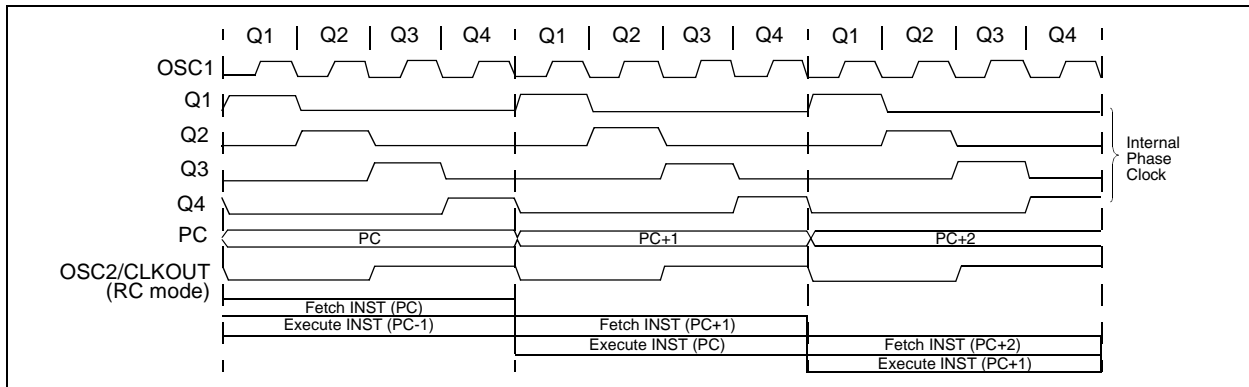 Q1 | Q2 | Q3 | Q4 | Q1 | Q2 | Q3 | Q4 | Q1 | Q2 | Q3 | Q4
OSC1
Q1
Q2
Q3
Q4
Internal
Phase
Clock
PC
PC
PC+1
PC+2
OSC2/CLKOUT
(RC mode)
Fetch INST (PC)
Execute INST (PC-1)
Fetch INST (PC+1)
Execute INST (PC)
Fetch INST (PC+2)
Execute INST (PC+1)